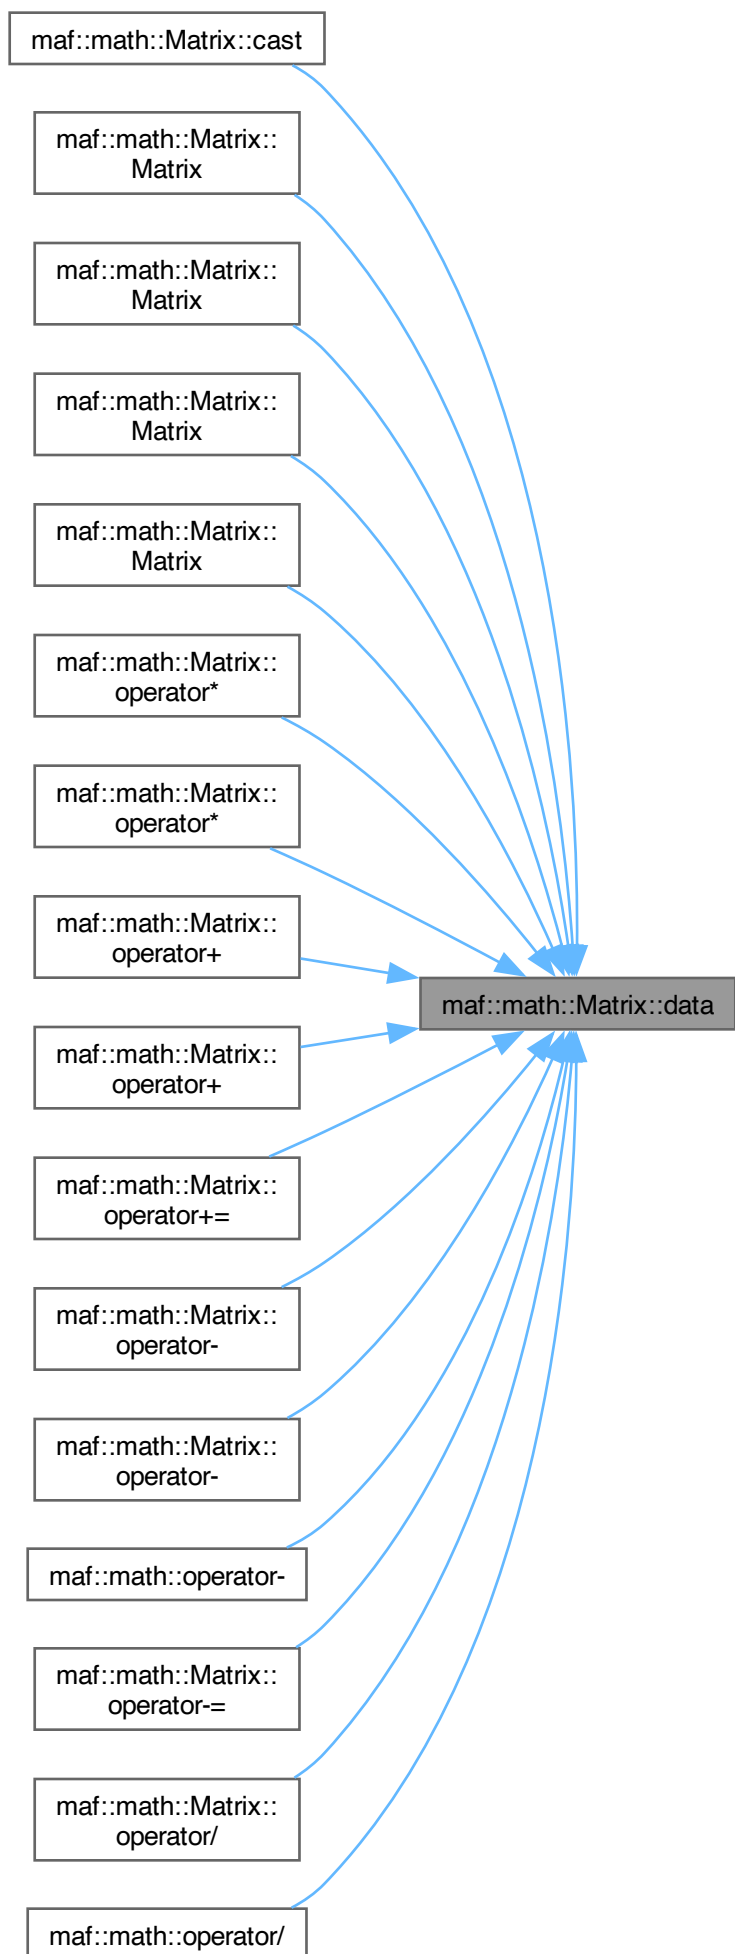 maf::math::Matrix::cast
maf::math::Matrix::
Matrix
maf::math::Matrix::
Matrix
maf::math::Matrix::
Matrix
maf::math::Matrix::
Matrix
maf::math::Matrix::
operator*
maf::math::Matrix::
operator*
maf::math::Matrix::
operator+
maf::math::Matrix::data
maf::math::Matrix::
operator+
maf::math::Matrix::
operator+=
maf::math::Matrix::
operator-
maf::math::Matrix::
operator-
maf::math::operator-
maf::math::Matrix::
operator-=
maf::math::Matrix::
operator/
maf::math::operator/